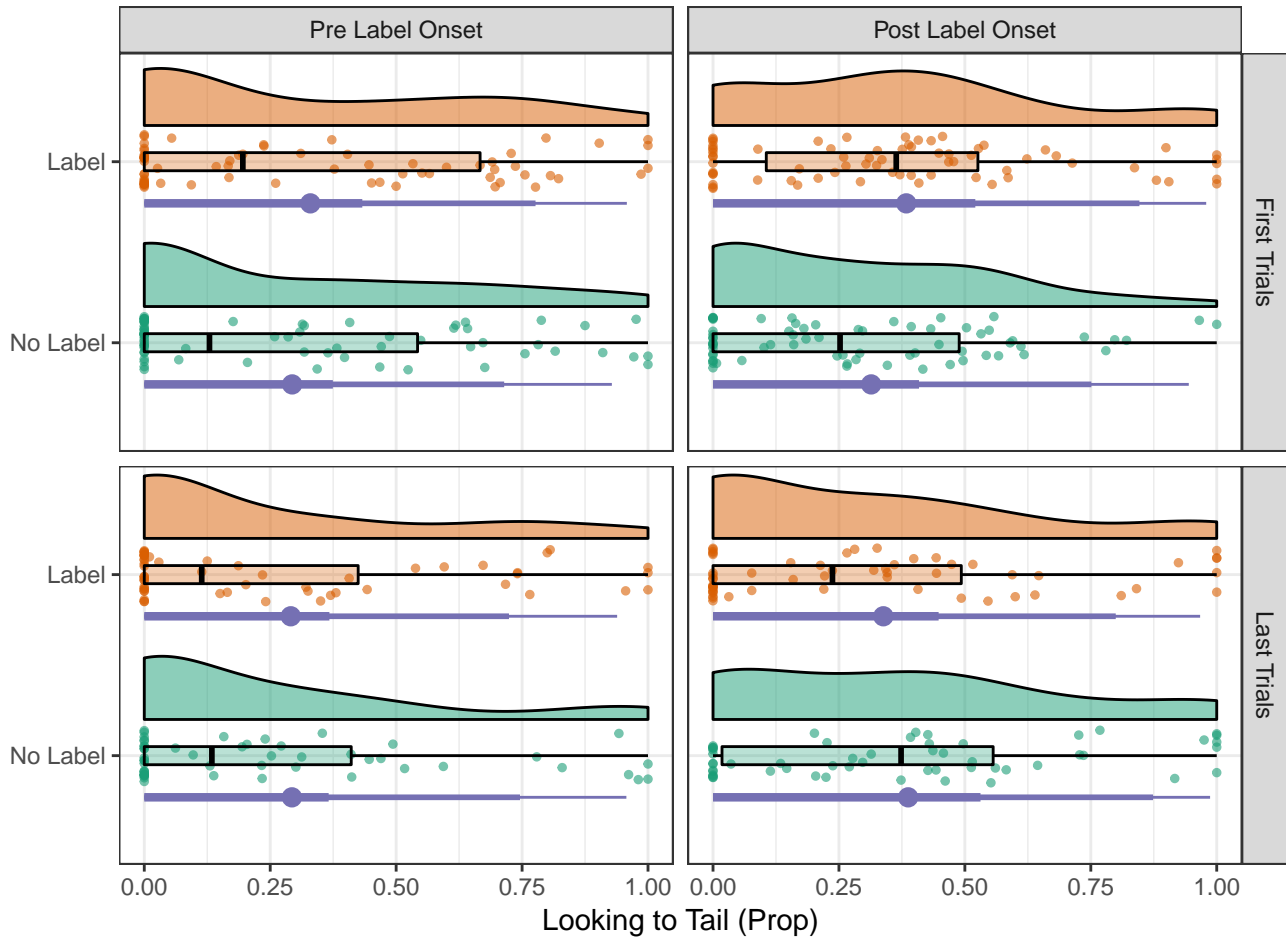 Pre Label Onset
Post Label Onset
Label
No Label
First Trials
Label
No Label
Last Trials
0.00 0.25 0.50 0.75 1.00
0.00 0.25 0.50 0.75 1.00
Looking to Tail (Prop)